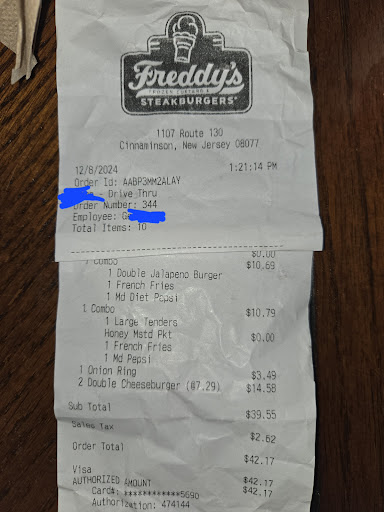 Freddy's
FROZEN CUSTARD &
STEAKBURGERS
1107 Route 130
Cinnaminson, New Jersey 08077
12/8/2024 1:21:14 PM
Order Id: AABP3MM2ALAY
- Drive Thru
Order Number: 344
Employee: G
Total Items: 10
$0.00
1 Combo $10.69
1 Double Jalapeno Burger
1 French Fries
1 Md Diet Pepsi
1 Combo $10.79
1 Large Tenders
Honey Mstd Pkt $0.00
1 French Fries
1 Md Pepsi
1 Onion Ring $3.49
2 Double Cheeseburger (@7.29) $14.58
Sub Total $39.55
Sales Tax $2.62
Order Total $42.17
Visa $42.17
AUTHORIZED AMOUNT $42.17
Card#: ************5690
Authorization: 474144